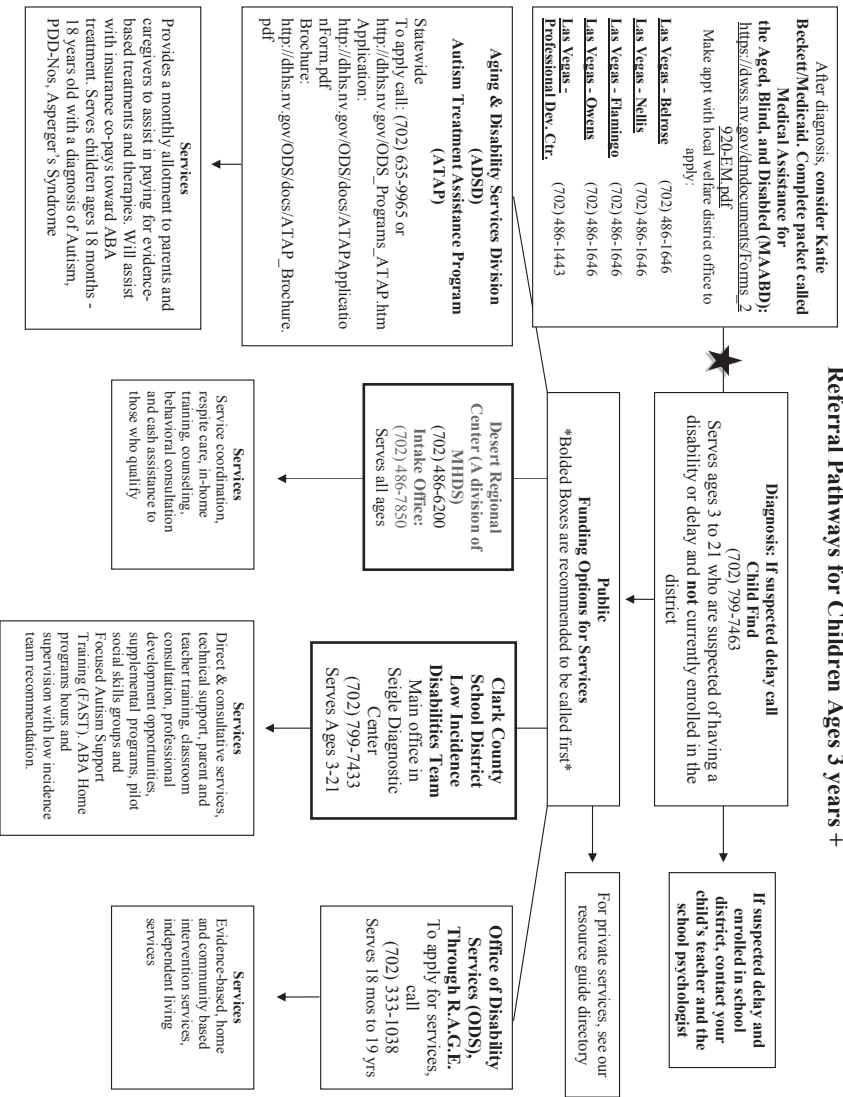 Referral Pathways for Children Ages 3 years +
After diagnosis, consider Katie
Beckett/Medicaid. Complete packet called
Medical Assistance for
the Aged, Blind, and Disabled (MAABD):
https://dwss.nv.gov/dmdocuments/Forms_2
920-EM.pdf
Make appt with local welfare district office to
apply:
Las Vegas - Belrose (702) 486-1646
Las Vegas - Nellis (702) 486-1646
Las Vegas - Flamingo (702) 486-1646
Las Vegas - Owens (702) 486-1646
Las Vegas -
Professional Dev. Ctr. (702) 486-1443
Diagnosis: If suspected delay call
Child Find
(702) 799-7463
Serves ages 3 to 21 who are suspected of having a
disability or delay and not currently enrolled in the
district
If suspected delay and
enrolled in school
district, contact your
child's teacher and the
school psychologist
Public
Funding Options for Services
*Bolded Boxes are recommended to be called first*
For private services, see our
resource guide directory
Aging & Disability Services Division
(ADSD)
Autism Treatment Assistance Program
(ATAP)
Statewide
To apply call: (702) 635-9965 or
http://dhhs.nv.gov/ODS_Programs_ATAP.htm
Application:
http://dhhs.nv.gov/ODS/docs/ATAPApplicatio
nForm.pdf
Brochure:
http://dhhs.nv.gov/ODS/docs/ATAP_Brochure.
pdf
Desert Regional
Center (A division of
MHDS)
(702) 486-6200
Intake Office:
(702) 486-7850
Serves all ages
Clark County
School District
Low Incidence
Disabilities Team
Main office in
Seigle Diagnostic
Center
(702) 799-7433
Serves Ages 3-21
Office of Disability
Services (ODS),
Through R.A.G.E.
To apply for services,
call
(702) 333-1038
Serves 18 mos to 19 yrs
Services
Provides a monthly allotment to parents and
caregivers to assist in paying for evidence-
based treatments and therapies. Will assist
with insurance co-pays toward ABA
treatment. Serves children ages 18 months -
18 years old with a diagnosis of Autism,
PDD-Nos, Asperger's Syndrome
Services
Service coordination,
respite care, in-home
training, counseling,
behavioral consultation
and cash assistance to
those who qualify
Services
Direct & consultative services,
technical support, parent and
teacher training, classroom
consultation, professional
development opportunities,
supplemental programs, pilot
social skills groups and
Focused Autism Support
Training (FAST). ABA Home
programs hours and
supervision with low incidence
team recommendation.
Services
Evidence-based, home
and community based
intervention services,
independent living
services